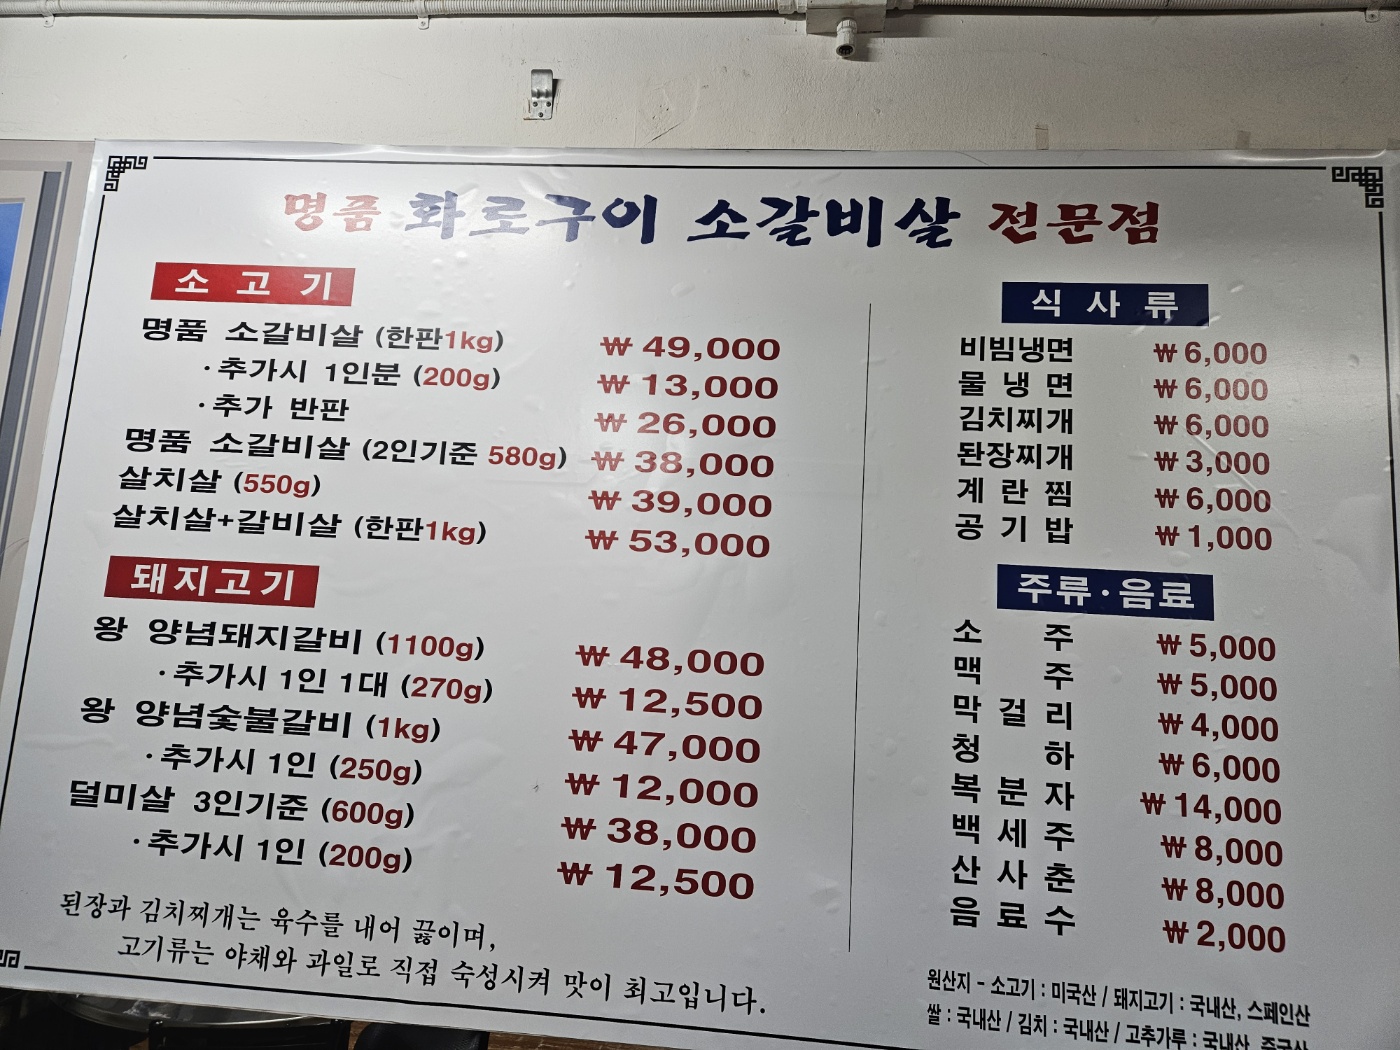 명품 화로구이 소갈비살 전문점
소 고 기
명품 소갈비살 (한판1kg) ₩ 49,000
·추가시 1인분 (200g) ₩ 13,000
·추가 반판 ₩ 26,000
명품 소갈비살 (2인기준 580g) ₩ 38,000
살치살 (550g) ₩ 39,000
살치살+갈비살 (한판1kg) ₩ 53,000
돼지고기
왕 양념돼지갈비 (1100g) ₩ 48,000
·추가시 1인 1대 (270g) ₩ 12,500
왕 양념숯불갈비 (1kg) ₩ 47,000
·추가시 1인 (250g) ₩ 12,000
덜미살 3인기준 (600g) ₩ 38,000
·추가시 1인 (200g) ₩ 12,500
된장과 김치찌개는 육수를 내어 끓이며,
고기류는 야채와 과일로 직접 숙성시켜 맛이 최고입니다.
식 사 류
비빔냉면 ₩ 6,000
물 냉 면 ₩ 6,000
김치찌개 ₩ 6,000
된장찌개 ₩ 3,000
계 란 찜 ₩ 6,000
공 기 밥 ₩ 1,000
주류·음료
소 주 ₩ 5,000
맥 주 ₩ 5,000
막 걸 리 ₩ 4,000
청 하 ₩ 6,000
복 분 자 ₩ 14,000
백 세 주 ₩ 8,000
산 사 춘 ₩ 8,000
음 료 수 ₩ 2,000
원산지 - 소고기 : 미국산 / 돼지고기 : 국내산, 스페인산
쌀 : 국내산 / 김치 : 국내산 / 고추가루 : 국내산, 중국산